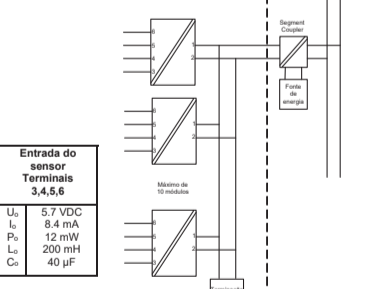 Segment
Coupler
Fonte
de
energia
6
5
4
3
1
2
6
5
4
3
1
2
Máximo de
10 módulos
6
5
4
3
1
2
Entrada do
sensor
Terminais
3,4,5,6
Uₒ 5.7 VDC
Iₒ 8.4 mA
Pₒ 12 mW
Lₒ 200 mH
Cₒ 40 µF